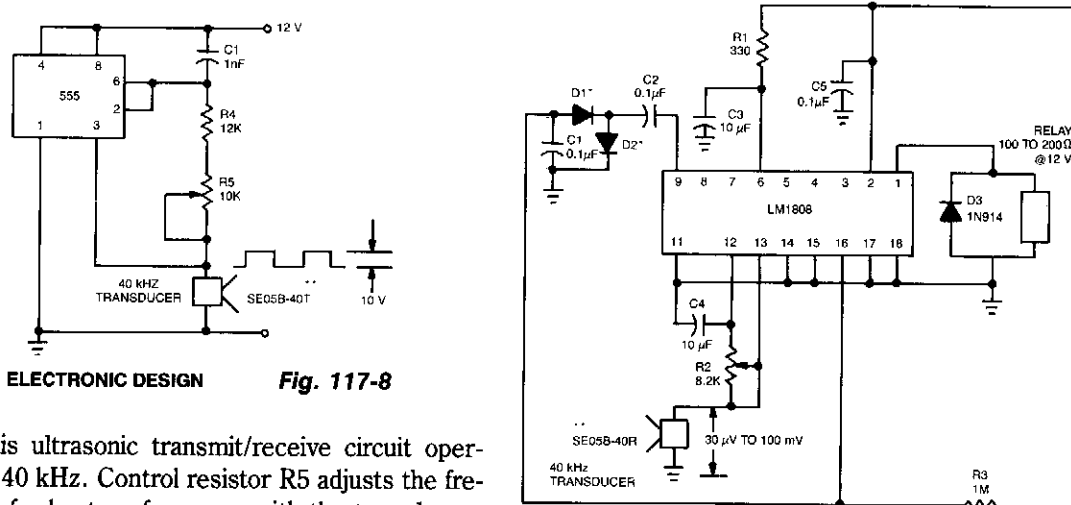 12 V
C1
1nF
4
8
6
555
2
1
3
R4
12K
R5
10K
40 kHZ
TRANSDUCER
SE05B-40T
10 V
ELECTRONIC DESIGN
Fig. 117-8
is ultrasonic transmit/receive circuit oper-
40 kHz. Control resistor R5 adjusts the fre-
R1
330
C2
0.1µF
D1*
D2*
C1
0.1µF
C3
10 µF
C5
0.1µF
RELAY
100 TO 200Ω
@12 V
9 8 7 6 5 4 3 2 1
LM1808
11 12 13 14 15 16 17 18
D3
1N914
C4
10 µF
R2
8.2K
SE05B-40R
30 µV TO 100 mV
40 kHZ
TRANSDUCER
R3
1M